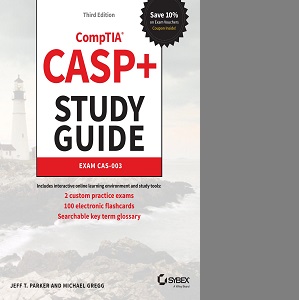 Third Edition
Save 10%
on Exam Vouchers
Coupon Inside!
CompTIA®
CASP+
STUDY
GUIDE
EXAM CAS-003
Includes interactive online learning environment and study tools:
2 custom practice exams
100 electronic flashcards
Searchable key term glossary
JEFF T. PARKER AND MICHAEL GREGG
SYBEX
A Wiley Brand